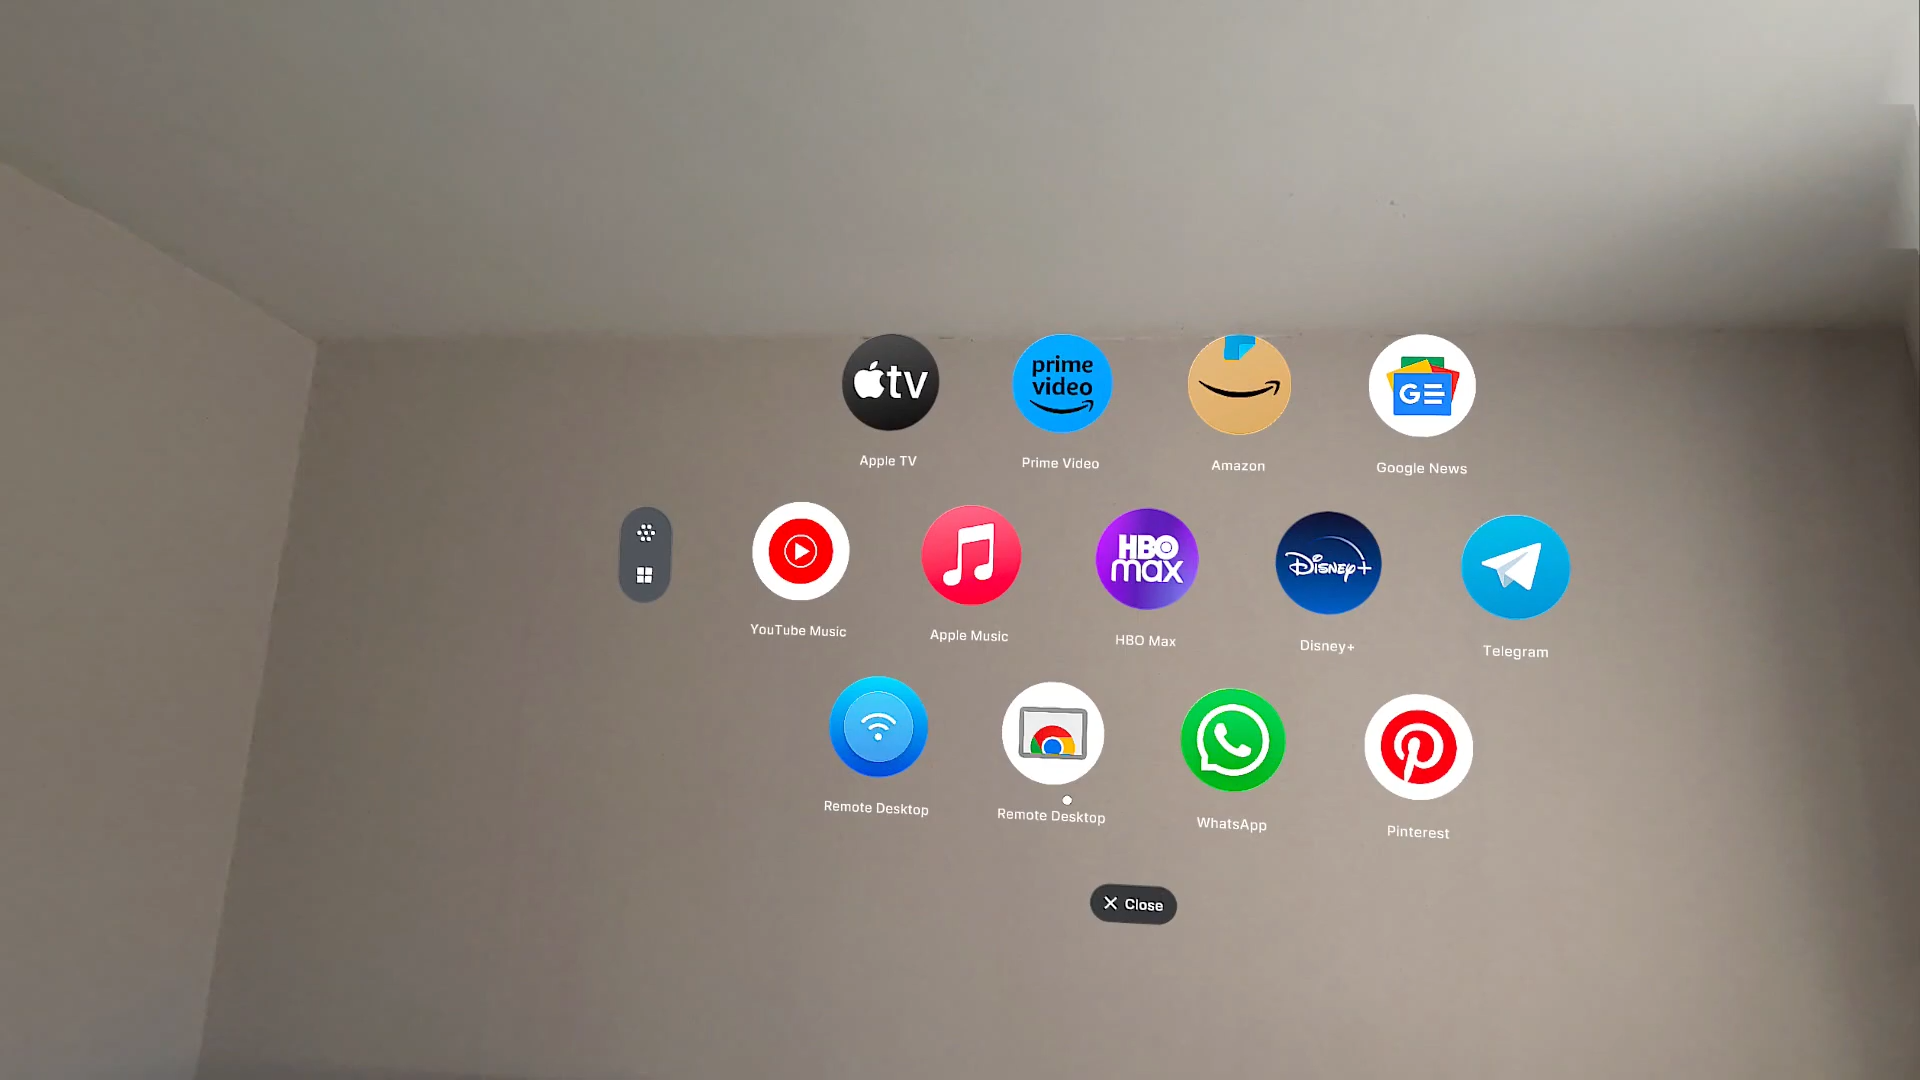 tv
prime
video
GE
Apple TV
Prime Video
Amazon
Google News
HBO
max
Disney+
YouTube Music
Apple Music
HBO Max
Disney+
Telegram
Remote Desktop
Remote Desktop
WhatsApp
Pinterest
Close